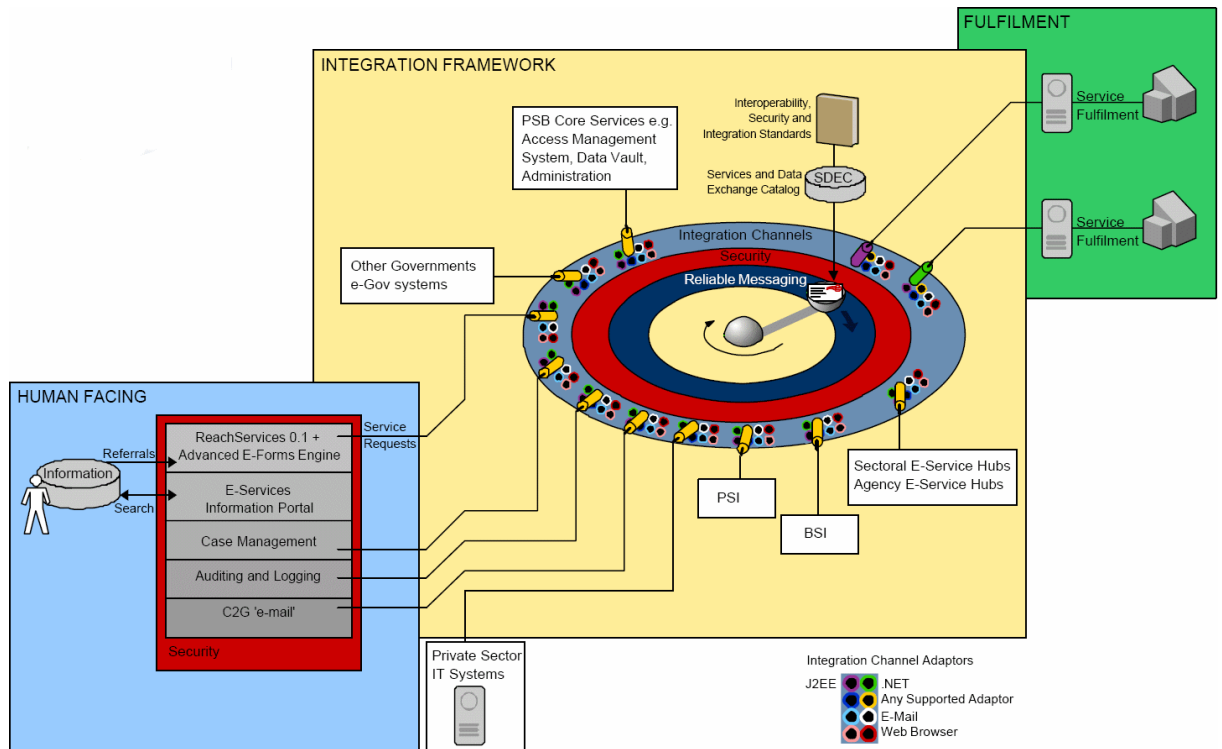 FULFILMENT
INTEGRATION FRAMEWORK
Service
Fulfilment
Service
Fulfilment
Interoperability,
Security and
Integration Standards
PSB Core Services e.g.
Access Management
System, Data Vault,
Administration
Services and Data
Exchange Catalog
SDEC
Integration Channels
Security
Reliable Messaging
Other Governments
e-Gov systems
HUMAN FACING
ReachServices 0.1 +
Advanced E-Forms Engine
Service
Requests
Referrals
Information
Search
E-Services
Information Portal
Case Management
Auditing and Logging
C2G 'e-mail'
Security
Sectoral E-Service Hubs
Agency E-Service Hubs
PSI
BSI
Private Sector
IT Systems
Integration Channel Adaptors
J2EE
.NET
Any Supported Adaptor
E-Mail
Web Browser